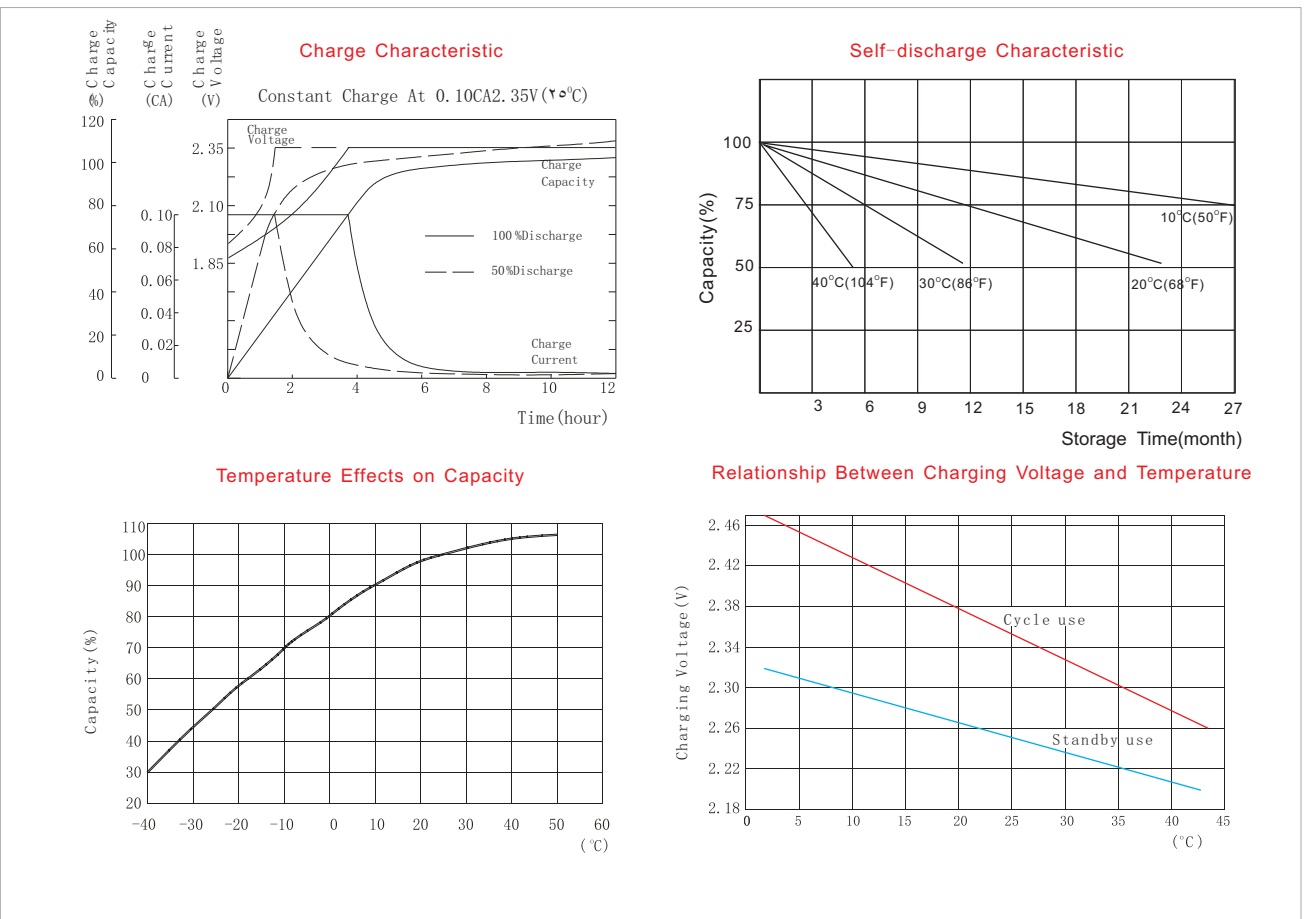 Charge Characteristic
Charge Capacity
(%)
Charge Current
(CA)
Charge Voltage
(V)
Constant Charge At 0.10CA2.35V(٢٥°C)
120
100
80
60
40
20
0
0.10
0.08
0.06
0.04
0.02
0
2.35
2.10
1.85
Charge
Voltage
Charge
Capacity
100%Discharge
50%Discharge
Charge
Current
0 2 4 6 8 10 12
Time(hour)
Self-discharge Characteristic
Capacity(%)
100
75
50
25
10°C(50°F)
40°C(104°F)
30°C(86°F)
20°C(68°F)
3 6 9 12 15 18 21 24 27
Storage Time(month)
Temperature Effects on Capacity
Capacity(%)
110
100
90
80
70
60
50
40
30
20
-40 -30 -20 -10 0 10 20 30 40 50 60
(°C)
Relationship Between Charging Voltage and Temperature
Charging Voltage(V)
2.46
2.42
2.38
2.34
2.30
2.26
2.22
2.18
Cycle use
Standby use
0 5 10 15 20 25 30 35 40 45
(°C)